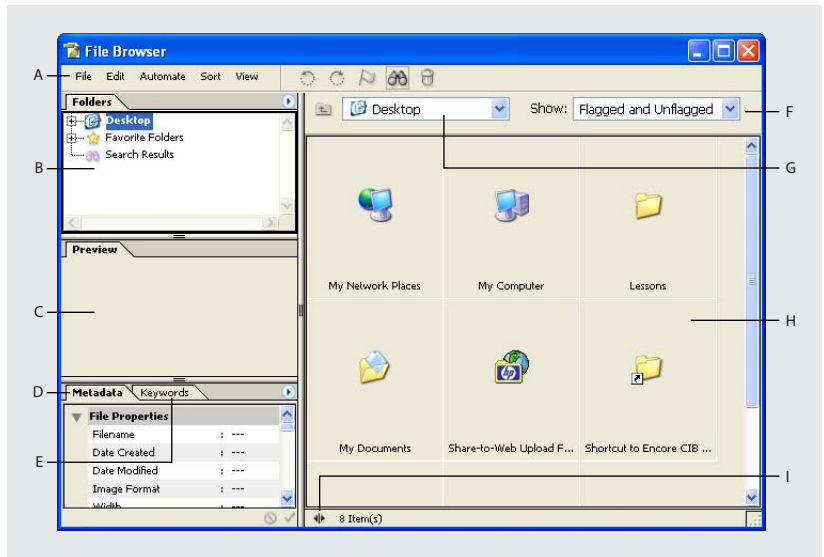 File Browser
A
File Edit Automate Sort View
Folders
Desktop
Favorite Folders
Search Results
B
Desktop
Show: Flagged and Unflagged
F
G
Preview
C
My Network Places
My Computer
Lessons
H
D
Metadata
Keywords
File Properties
Filename : ---
Date Created : ---
Date Modified : ---
Image Format : ---
Width : ---
E
My Documents
Share-to-Web Upload F...
Shortcut to Encore CIB ...
I
8 Item(s)